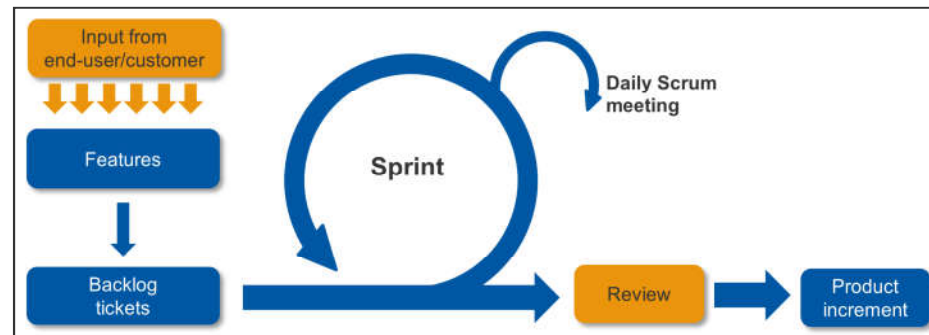 Input from
end-user/customer
Features
Backlog
tickets
Sprint
Daily Scrum
meeting
Review
Product
increment